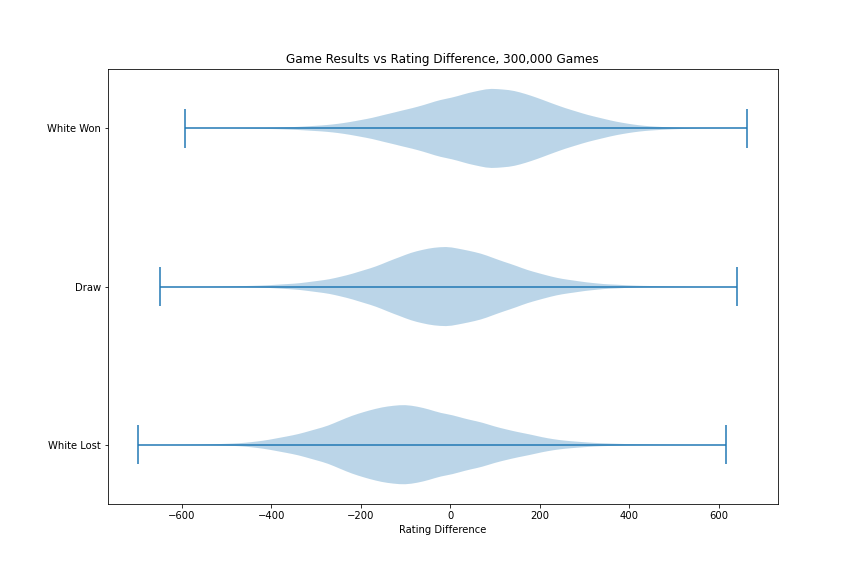 Game Results vs Rating Difference, 300,000 Games
White Won
Draw
White Lost
−600 −400 −200 0 200 400 600
Rating Difference